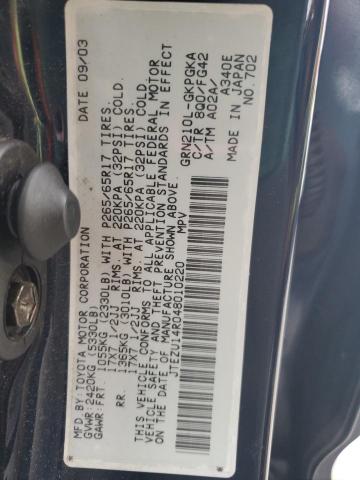 MFD BY:TOYOTA MOTOR CORPORATION DATE 09/03
GVWR: 2420KG (5330LB)
GAWR:FRT. 1055KG (2330LB) WITH P265/65R17 TIRES.
17X7 1/2JJ RIMS. AT 220KPA (32PSI) COLD.
RR. 1365KG (3010LB) WITH P265/65R17 TIRES.
17X7 1/2JJ RIMS. AT 220KPA (32PSI) COLD.
THIS VEHICLE CONFORMS TO ALL APPLICABLE FEDERAL MOTOR
VEHICLE SAFETY AND THEFT PREVENTION STANDARDS IN EFFECT
ON THE DATE OF MANUFACTURE SHOWN ABOVE.
JTEZU14R048010220 MPV
GRN210L-GKPGKA
C/TR 8Q0/FG42
A/TM A02A/ A340E
MADE IN JAPAN
NO.702